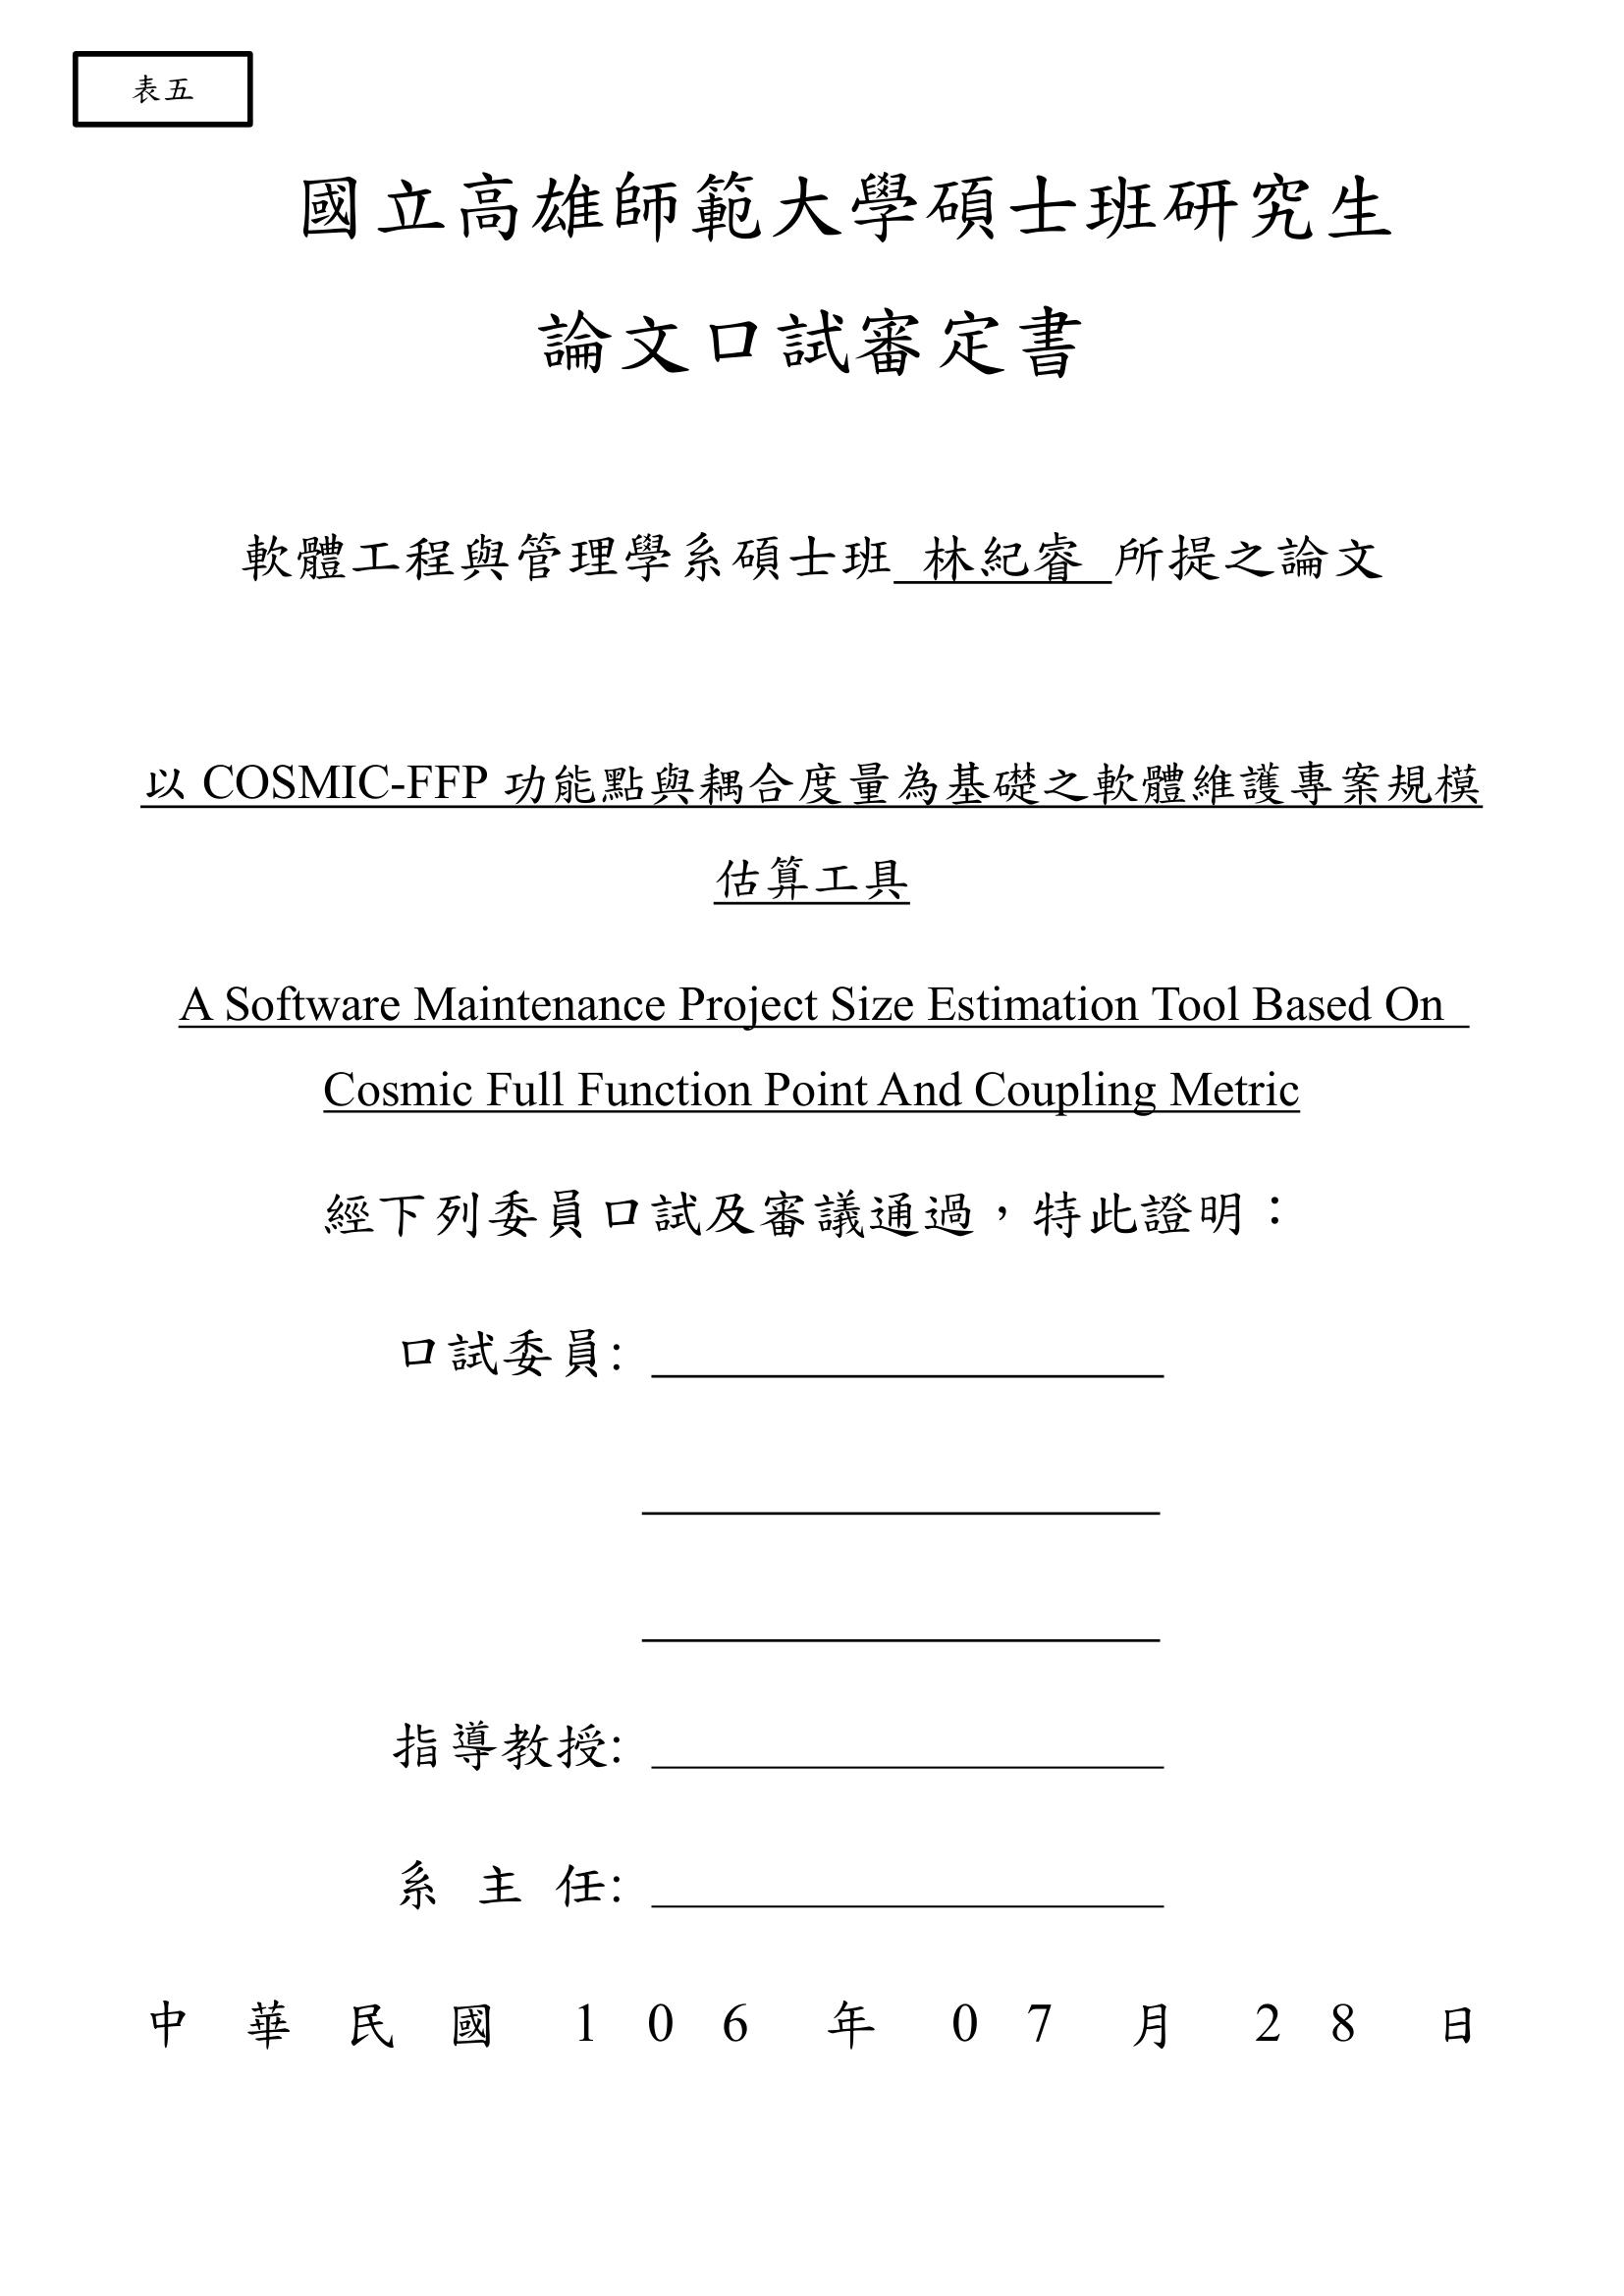 表五
國立高雄師範大學碩士班研究生
論文口試審定書
軟體工程與管理學系碩士班 林紀睿 所提之論文
以 COSMIC-FFP 功能點與耦合度量為基礎之軟體維護專案規模
估算工具
A Software Maintenance Project Size Estimation Tool Based On
Cosmic Full Function Point And Coupling Metric
經下列委員口試及審議通過，特此證明：
口試委員:
指導教授:
系 主 任:
中 華 民 國 1 0 6 年 0 7 月 2 8 日